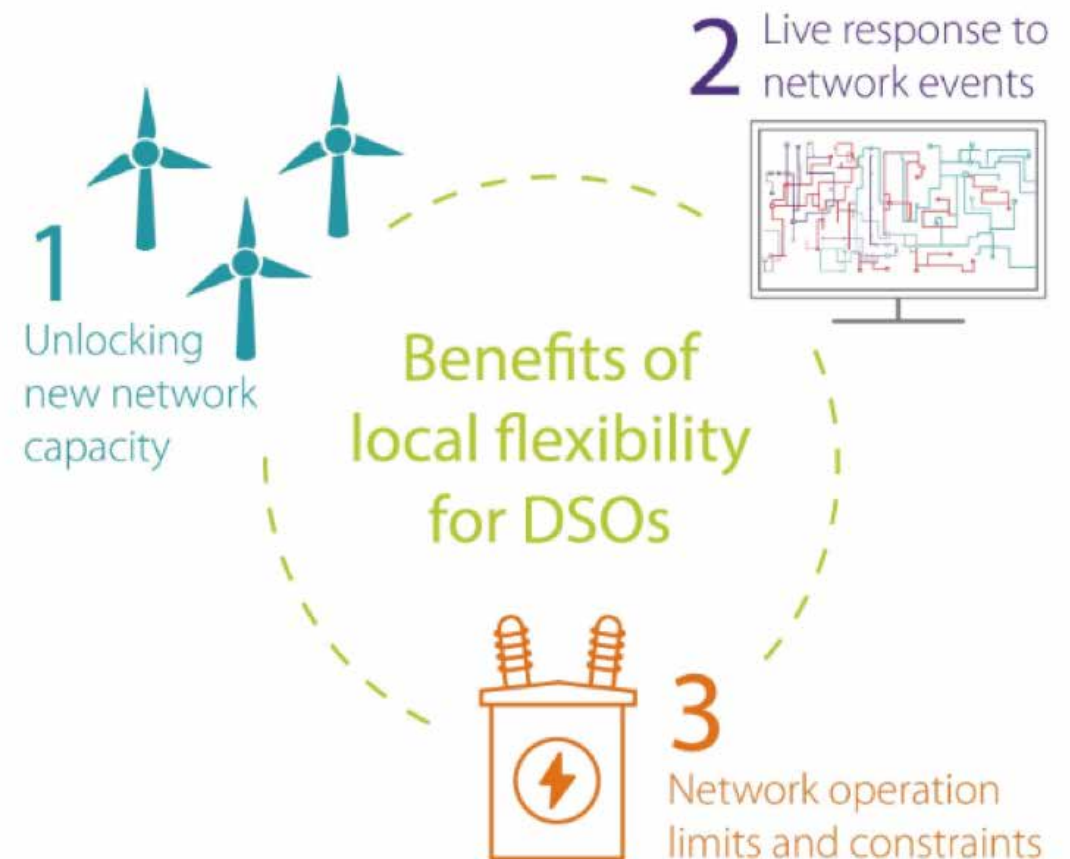 1
Unlocking
new network
capacity
2
Live response to
network events
Benefits of
local flexibility
for DSOs
3
Network operation
limits and constraints